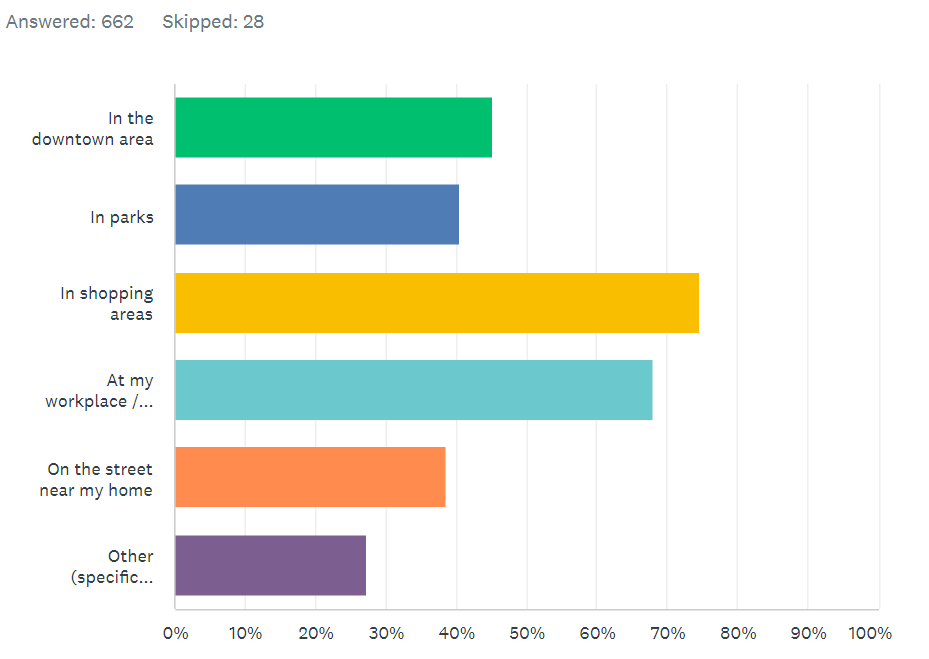 Answered: 662 Skipped: 28
In the
downtown area
In parks
In shopping
areas
At my
workplace /...
On the street
near my home
Other
(specific...
0% 10% 20% 30% 40% 50% 60% 70% 80% 90% 100%